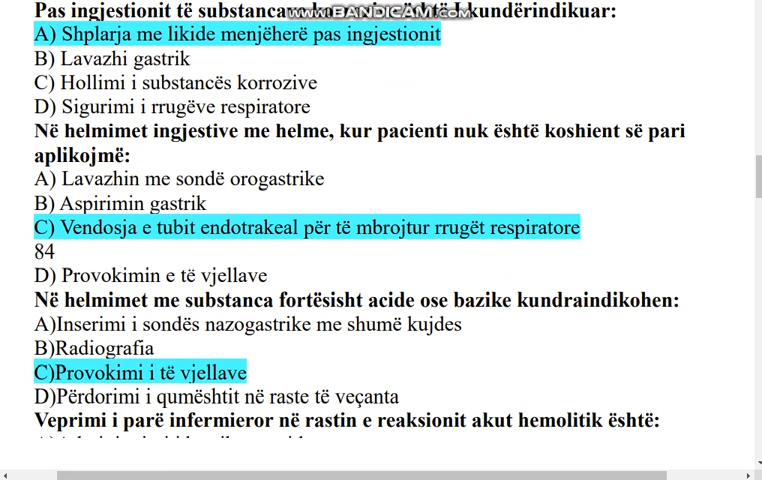 Pas ingjestionit të substancave është I kundërindikuar:
www.BANDICAM.com
A) Shplarja me likide menjëherë pas ingjestionit
B) Lavazhi gastrik
C) Hollimi i substancës korrozive
D) Sigurimi i rrugëve respiratore
Në helmimet ingjestive me helme, kur pacienti nuk është koshient së pari
aplikojmë:
A) Lavazhin me sondë orogastrike
B) Aspirimin gastrik
C) Vendosja e tubit endotrakeal për të mbrojtur rrugët respiratore
84
D) Provokimin e të vjellave
Në helmimet me substanca fortësisht acide ose bazike kundraindikohen:
A)Inserimi i sondës nazogastrike me shumë kujdes
B)Radiografia
C)Provokimi i të vjellave
D)Përdorimi i qumështit në raste të veçanta
Veprimi i parë infermieror në rastin e reaksionit akut hemolitik është: